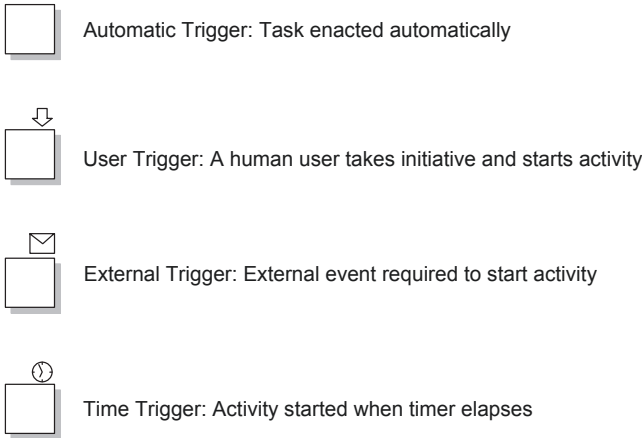 Automatic Trigger: Task enacted automatically
User Trigger: A human user takes initiative and starts activity
External Trigger: External event required to start activity
Time Trigger: Activity started when timer elapses